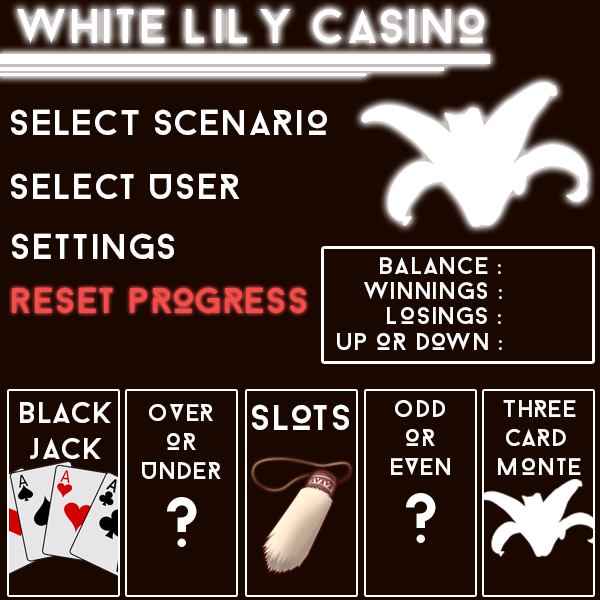 WHITE LILY CASINO
SELECT SCENARIO
SELECT USER
SETTINGS
RESET PROGRESS
BALANCE :
WINNINGS :
LOSINGS :
UP OR DOWN :
BLACK
JACK
A
A
A
A
OVER
OR
UNDER
?
SLOTS
ODD
OR
EVEN
?
THREE
CARD
MONTE